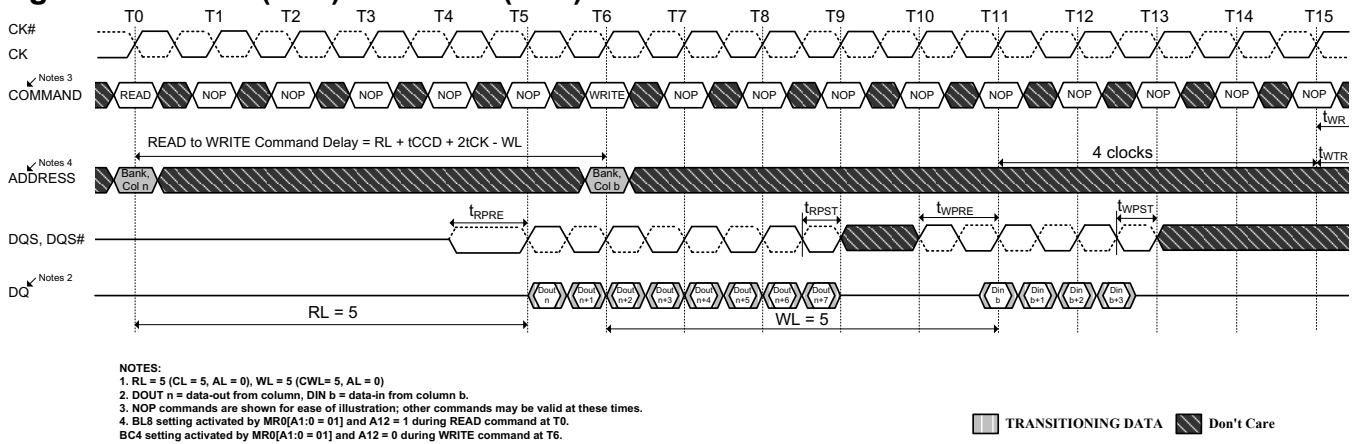 T0 T1 T2 T3 T4 T5 T6 T7 T8 T9 T10 T11 T12 T13 T14 T15
CK#
CK
Notes 3
COMMAND
READ NOP NOP NOP NOP NOP WRITE NOP NOP NOP NOP NOP NOP NOP NOP NOP
tWR
READ to WRITE Command Delay = RL + tCCD + 2tCK - WL
4 clocks
tWTR
Notes 4
ADDRESS
Bank, Col n
Bank, Col b
tRPRE
tRPST
tWPRE
tWPST
DQS, DQS#
Notes 2
DQ
Dout n Dout n+1 Dout n+2 Dout n+3 Dout n+4 Dout n+5 Dout n+6 Dout n+7 Din b Din b+1 Din b+2 Din b+3
RL = 5
WL = 5
NOTES:
1. RL = 5 (CL = 5, AL = 0), WL = 5 (CWL= 5, AL = 0)
2. DOUT n = data-out from column, DIN b = data-in from column b.
3. NOP commands are shown for ease of illustration; other commands may be valid at these times.
4. BL8 setting activated by MR0[A1:0 = 01] and A12 = 1 during READ command at T0.
BC4 setting activated by MR0[A1:0 = 01] and A12 = 0 during WRITE command at T6.
TRANSITIONING DATA
Don't Care